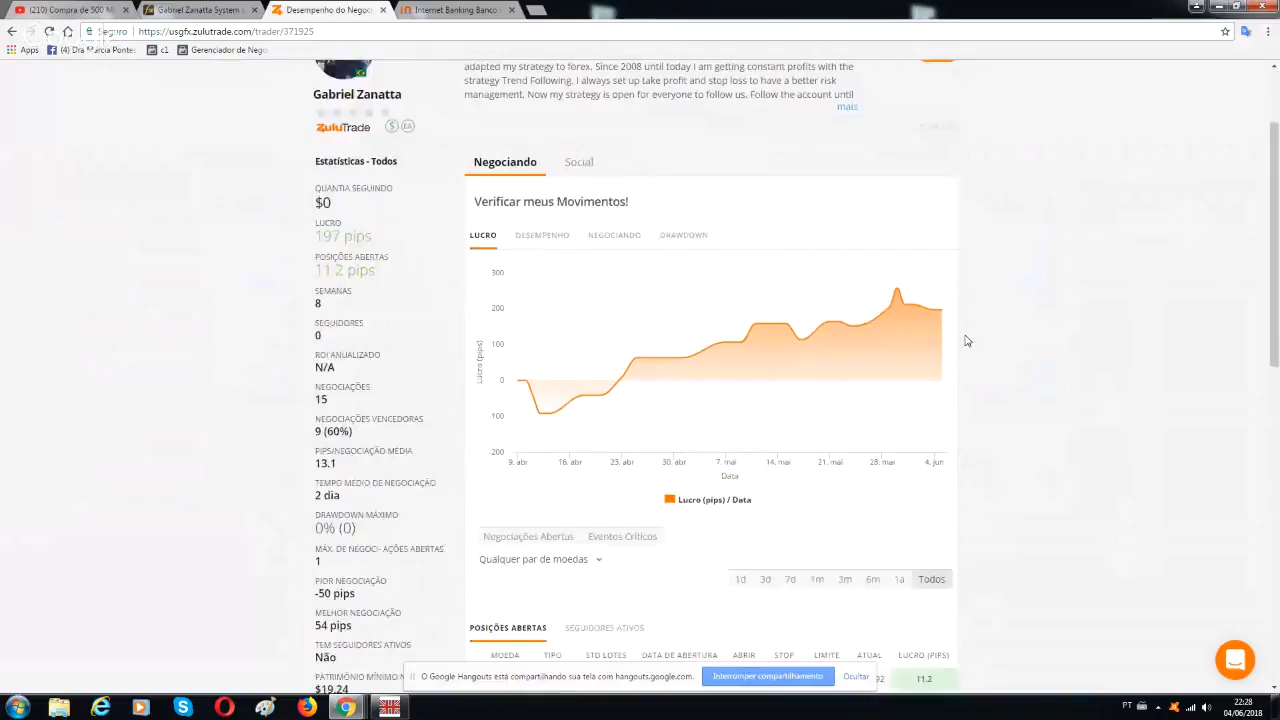 (210) Compra de 500 M
Gabriel Zanatta System L
Desempenho do Negoc
Internet Banking Banco
Seguro
https://usgfx.zulutrade.com/trader/371925
Apps
(4) Dra Márcia Pontes
c1
Gerenciador de Neg
adapted my strategy to forex. Since 2008 until today i am getting constant profits with the
strategy Trend Following. I always set up take profit and stop loss to have a better risk
management. Now my strategy is open for everyone to follow us. Follow the account until
mais
Gabriel Zanatta
ZuluTrade
$ EA
Estatísticas - Todos
QUANTIA SEGUINDO
$0
LUCRO
197 pips
POSIÇÕES ABERTAS
11.2 pips
SEMANAS
8
SEGUIDORES
0
ROI ANUALIZADO
N/A
NEGOCIAÇÕES
15
NEGOCIAÇÕES VENCEDORAS
9 (60%)
PIPS/NEGOCIAÇÃO MÉDIA
13.1
TEMPO MÉDIO DE NEGOCIAÇÃO
2 dia
DRAWDOWN MÁXIMO
0% (0)
MÁX. DE NEGOCI- AÇÕES ABERTAS
1
PIOR NEGOCIAÇÃO
-50 pips
MELHOR NEGOCIAÇÃO
54 pips
TEM SEGUIDORES ATIVOS
Não
PATRIMÔNIO MÍNIMO
$19.24
Negociando
Social
Verificar meus Movimentos!
LUCRO
DESEMPENHO
NEGOCIANDO
DRAWDOWN
Lucro (pips)
300
200
100
0
100
-200
9. abr
16. abr
23. abr
30. abr
7. mai
14. mai
21. mai
28. mai
4. jun
Data
Lucro (pips) / Data
Negociações Abertas
Eventos Críticos
Qualquer par de moedas
1d
3d
7d
1m
3m
6m
1a
Todos
POSIÇÕES ABERTAS
SEGUIDORES ATIVOS
MOEDA
TIPO
STD LOTES
DATA DE ABERTURA
ABRIR
STOP
LIMITE
ATUAL
LUCRO (PIPS)
92
11.2
O Google Hangouts está compartilhando sua tela com hangouts.google.com.
Interromper compartilhamento
Ocultar
PT
22:28
04/06/2018